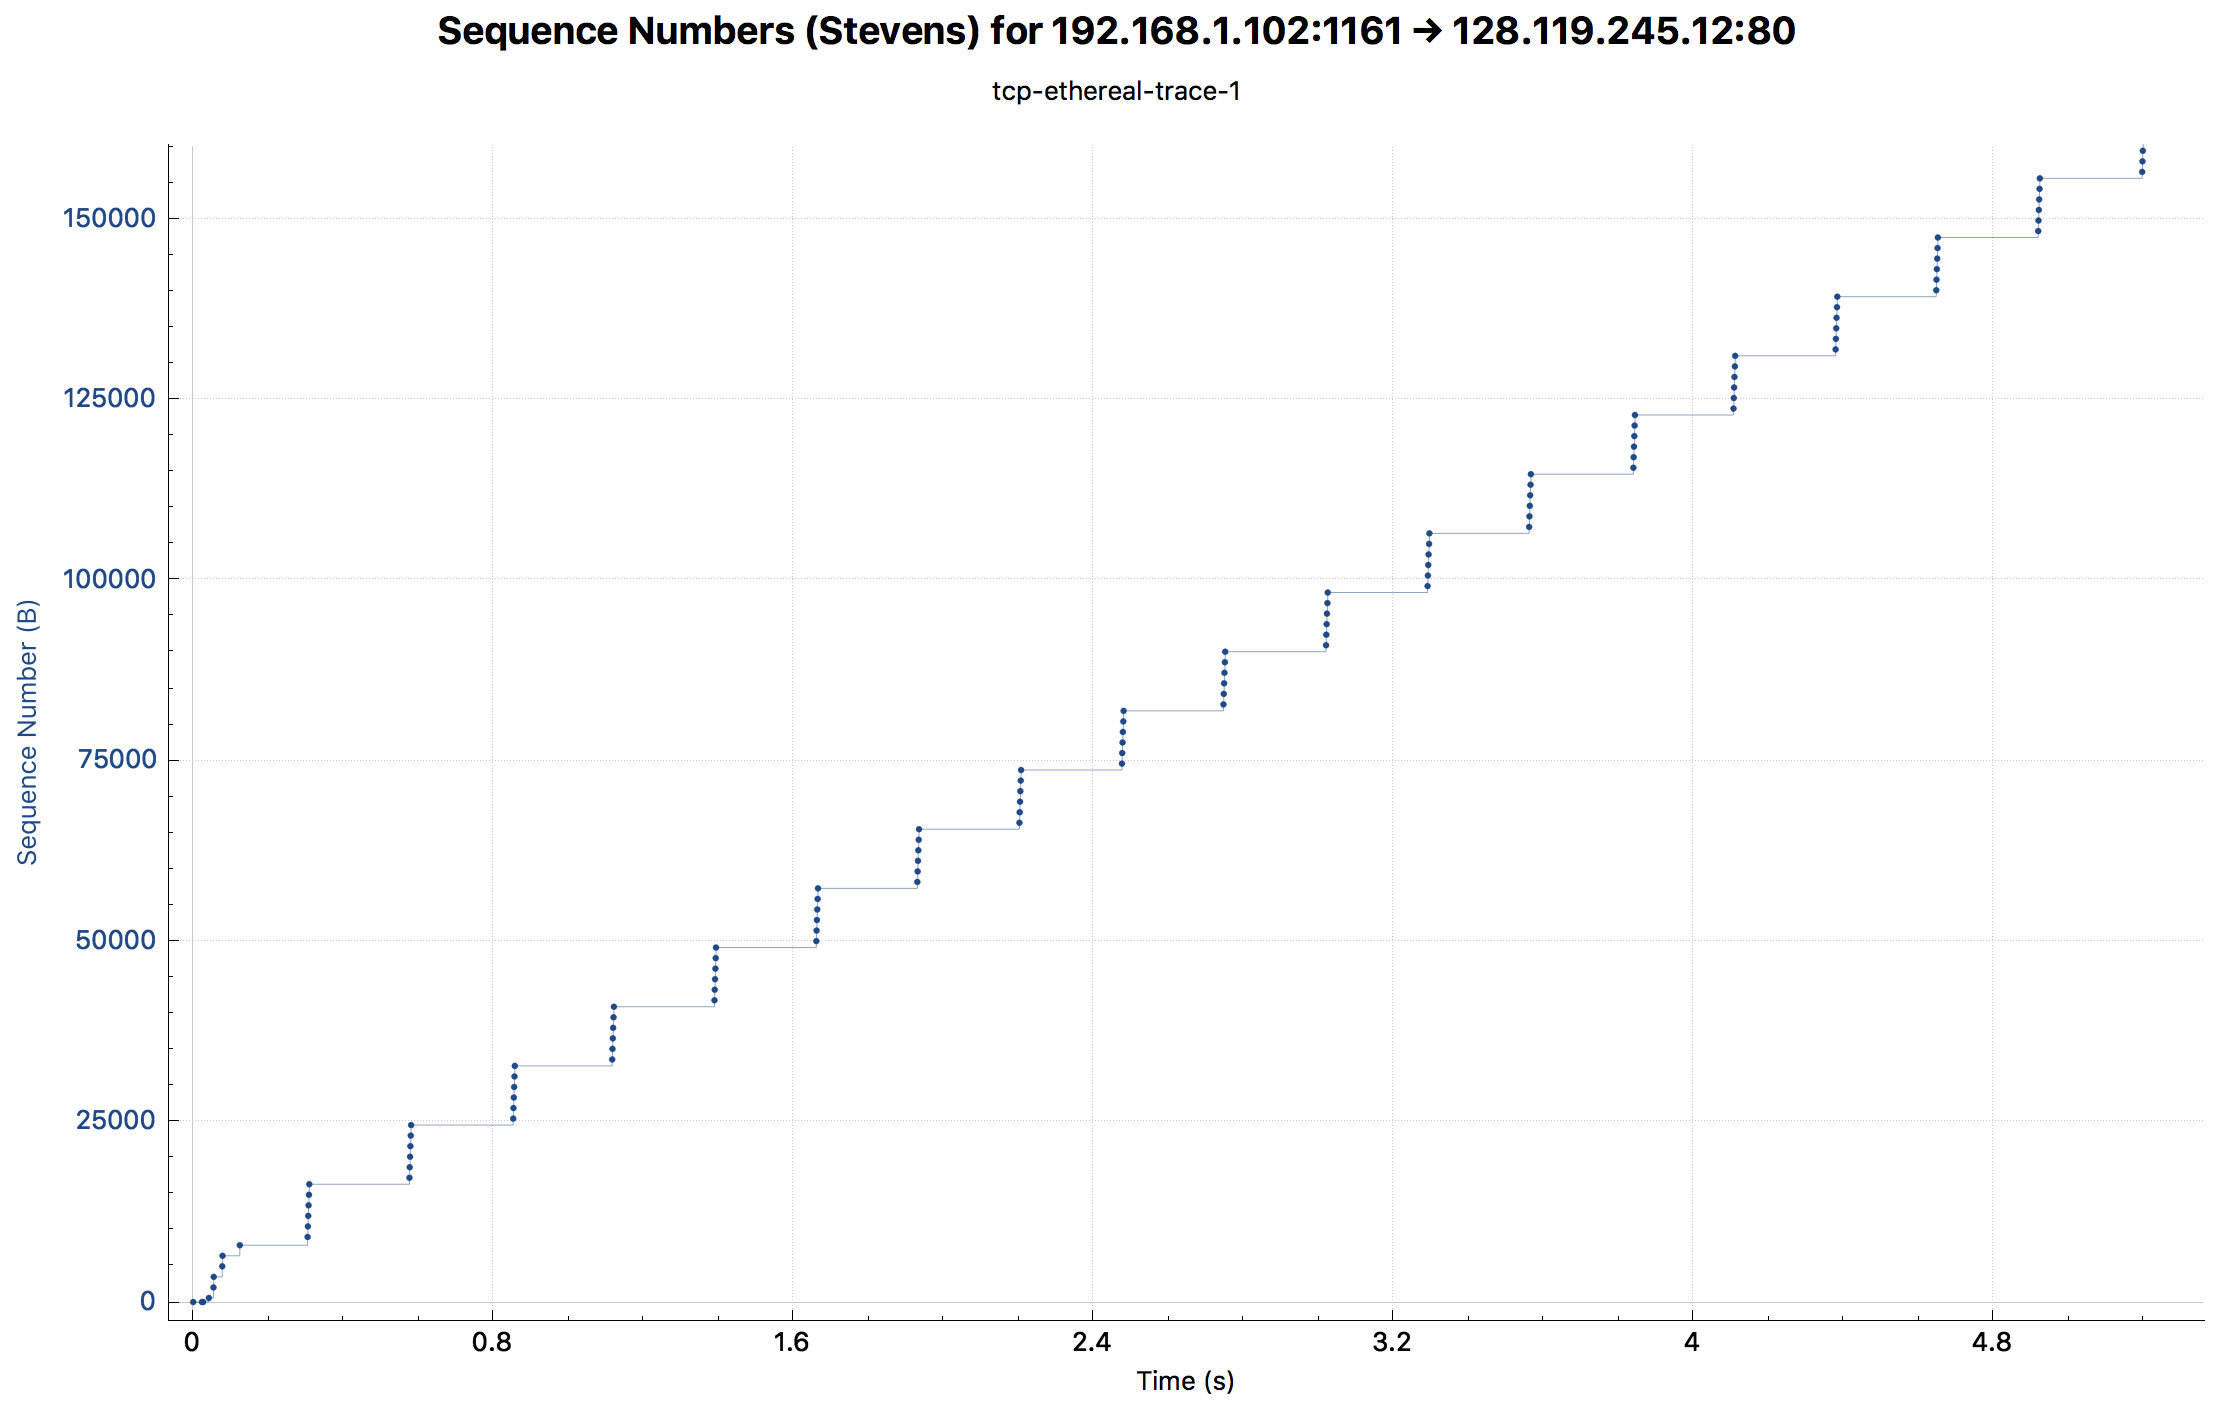 Sequence Numbers (Stevens) for 192.168.1.102:1161 → 128.119.245.12:80
tcp-ethereal-trace-1
Sequence Number (B)
150000
125000
100000
75000
50000
25000
0
0 0.8 1.6 2.4 3.2 4 4.8
Time (s)